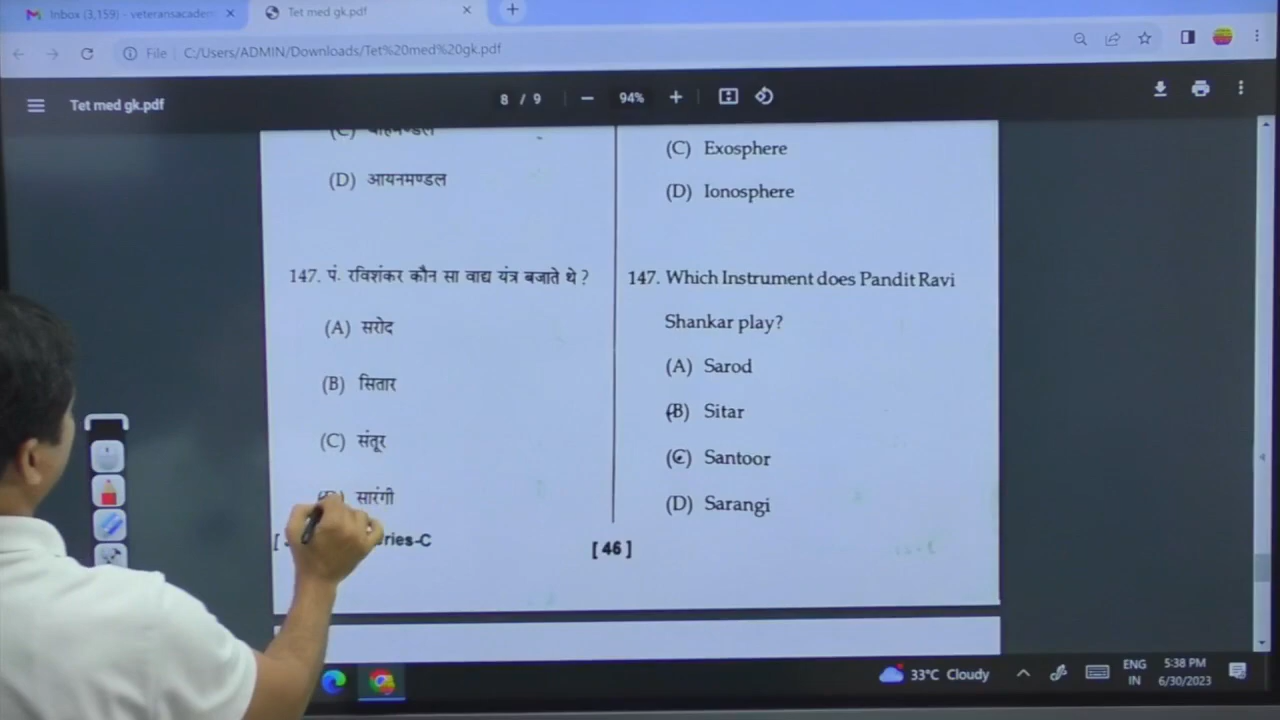 Inbox (3,159) - veteransacadem
Tet med gk.pdf
File C:/Users/ADMIN/Downloads/Tet%20med%20gk.pdf
Tet med gk.pdf
8 / 9
94%
(D) आयनमण्डल
147. पं. रविशंकर कौन सा वाद्य यंत्र बजाते थे ?
(A) सरोद
(B) सितार
(C) संतूर
सारंगी
ries-C
(C) Exosphere
(D) Ionosphere
147. Which Instrument does Pandit Ravi
Shankar play?
(A) Sarod
(B) Sitar
(C) Santoor
(D) Sarangi
[ 46 ]
33°C Cloudy
ENG
IN
5:38 PM
6/30/2023